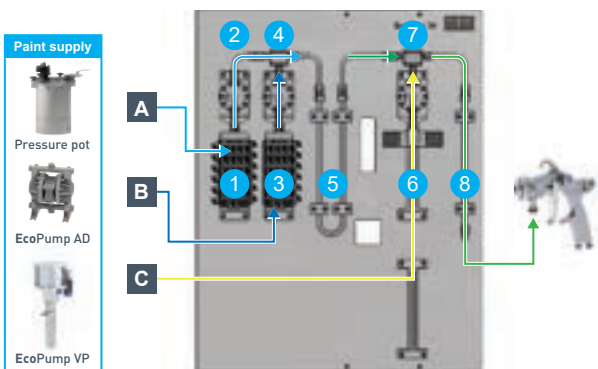 Paint supply
Pressure pot
EcoPump AD
EcoPump VP
A
B
C
2
4
7
1
3
5
6
8